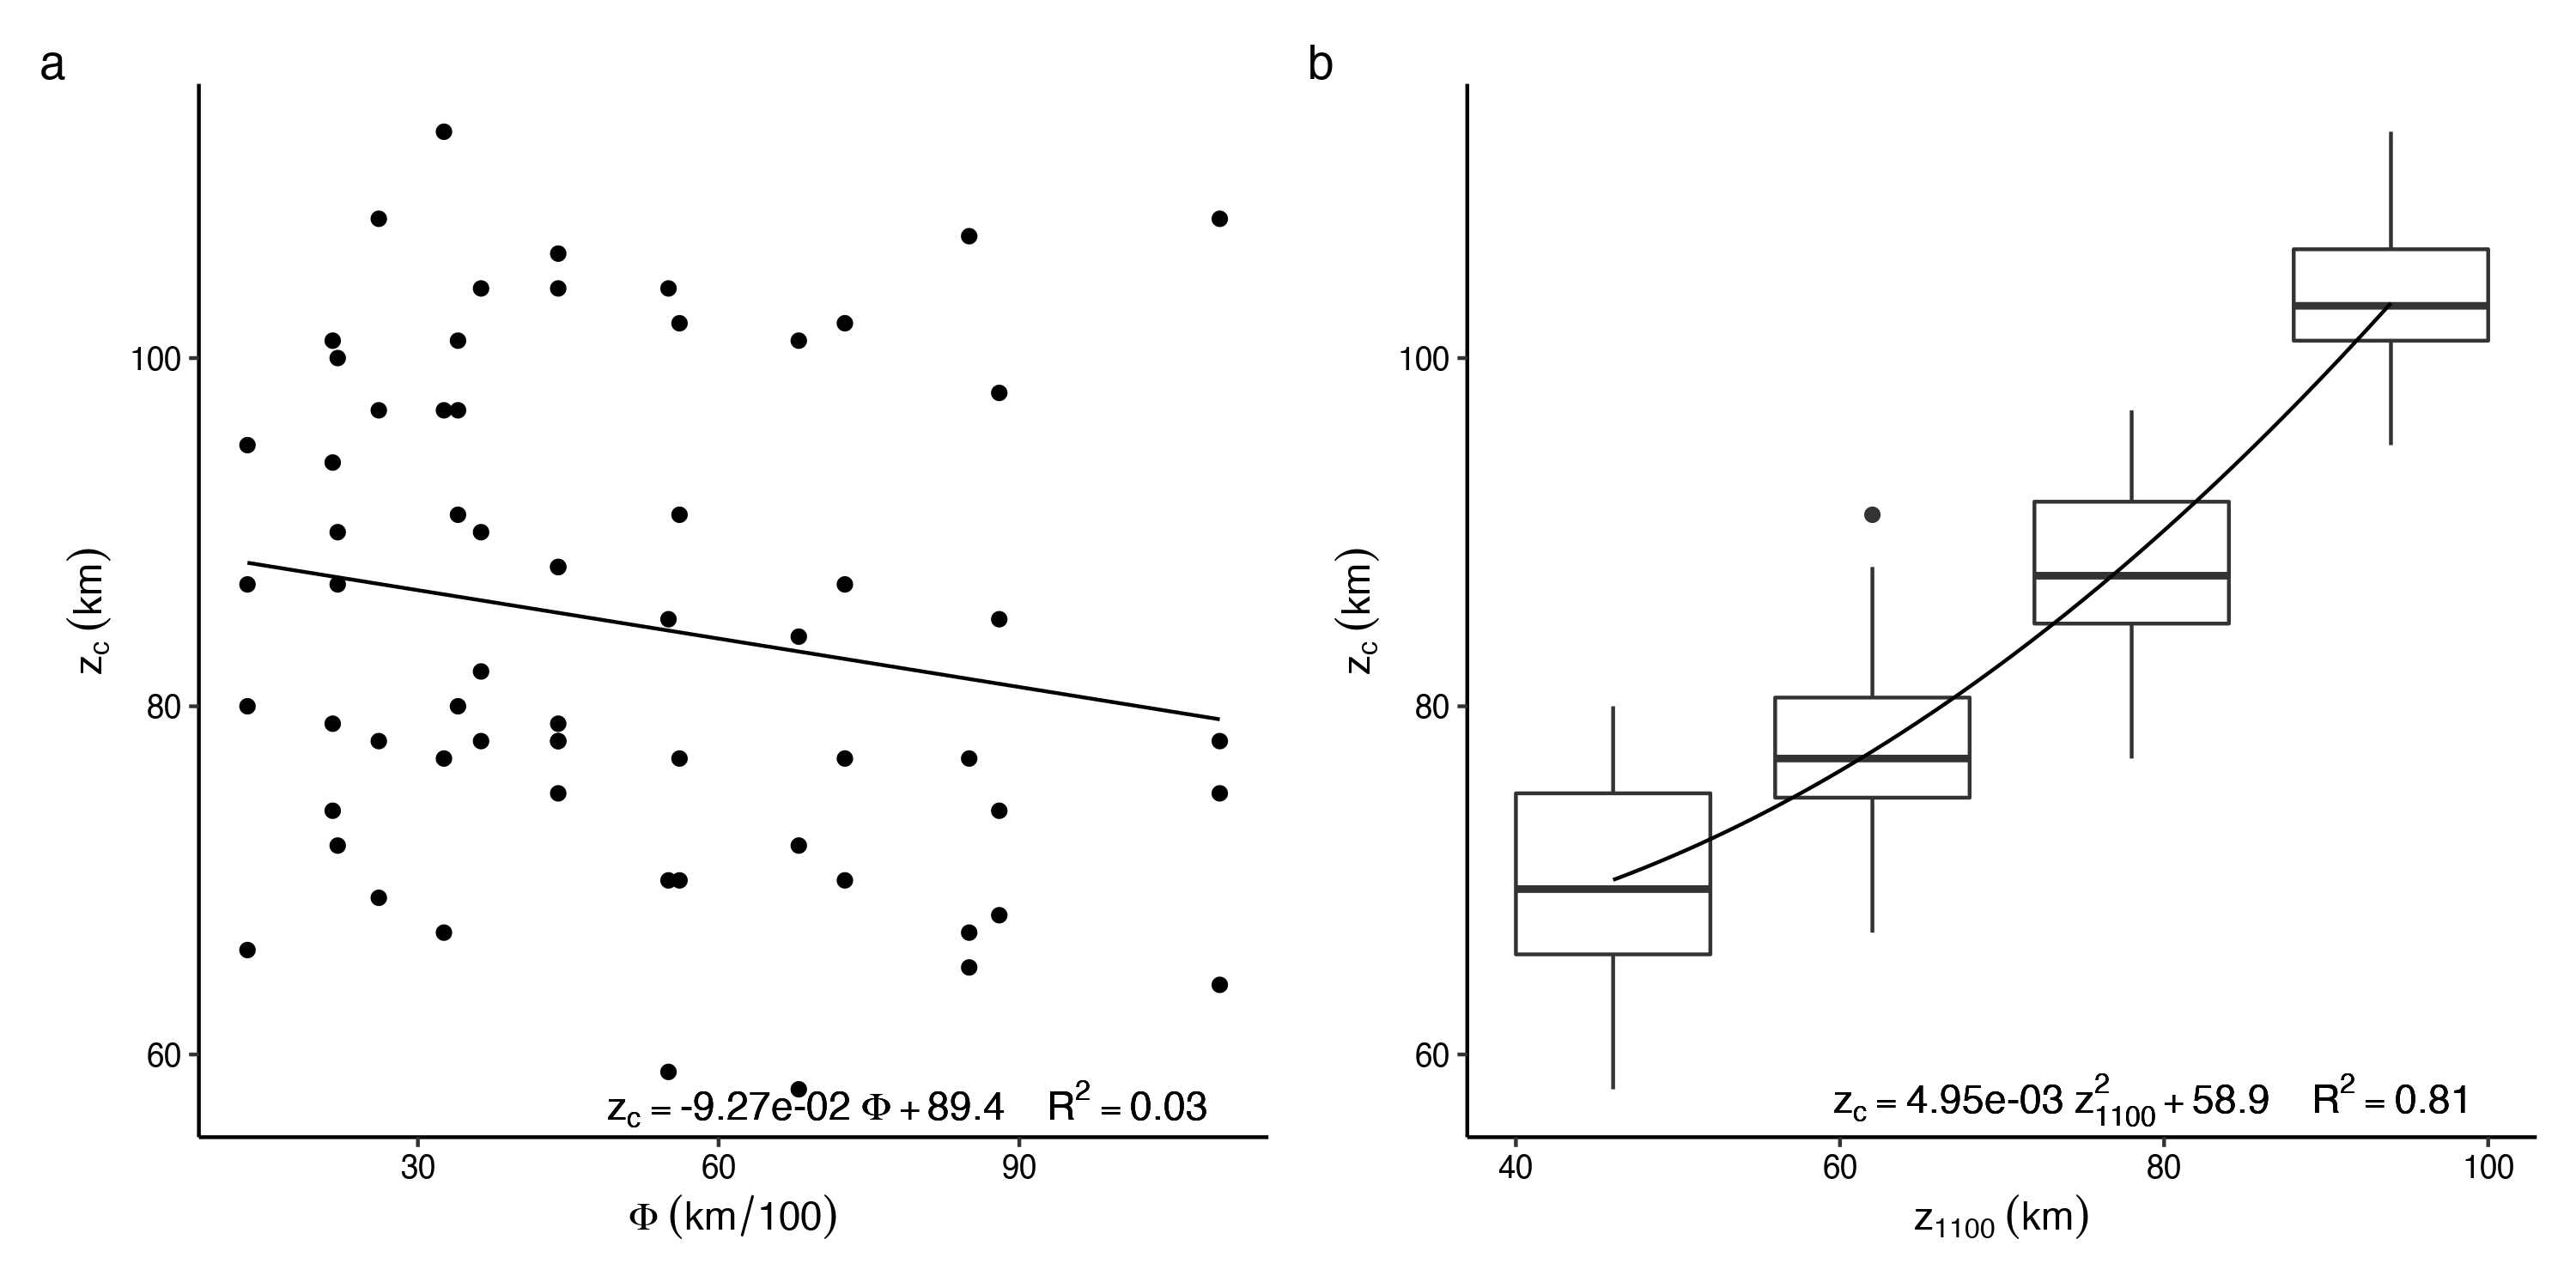 a
zc (km)
100
80
60
zc = -9.27e-02 Φ + 89.4 R² = 0.03
30 60 90
Φ (km/100)
b
zc (km)
100
80
60
zc = 4.95e-03 z²1100 + 58.9 R² = 0.81
40 60 80 100
z1100 (km)